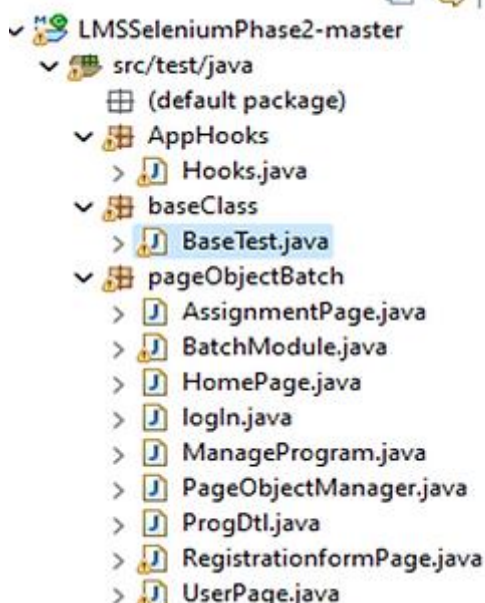 LMSSeleniumPhase2-master
src/test/java
(default package)
AppHooks
Hooks.java
baseClass
BaseTest.java
pageObjectBatch
AssignmentPage.java
BatchModule.java
HomePage.java
logIn.java
ManageProgram.java
PageObjectManager.java
ProgDtl.java
RegistrationformPage.java
UserPage.java